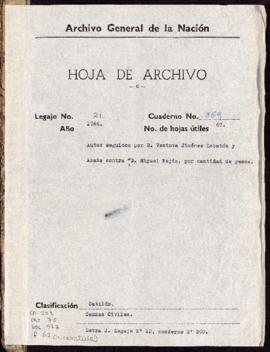 Archivo General de la Nación
HOJA DE ARCHIVO
Legajo No. 21.
Cuaderno No. 359
Año 1766.
No. de hojas útiles 67.
Autos seguidos por D. Ventura Jiménez Lobatón y
Azaña contra D. Miguel Mejía, por cantidad de pesos.
Clasificación Cabildo.
Causas Civiles.
Letra J. Legajo Nº 12, cuaderno Nº 200.